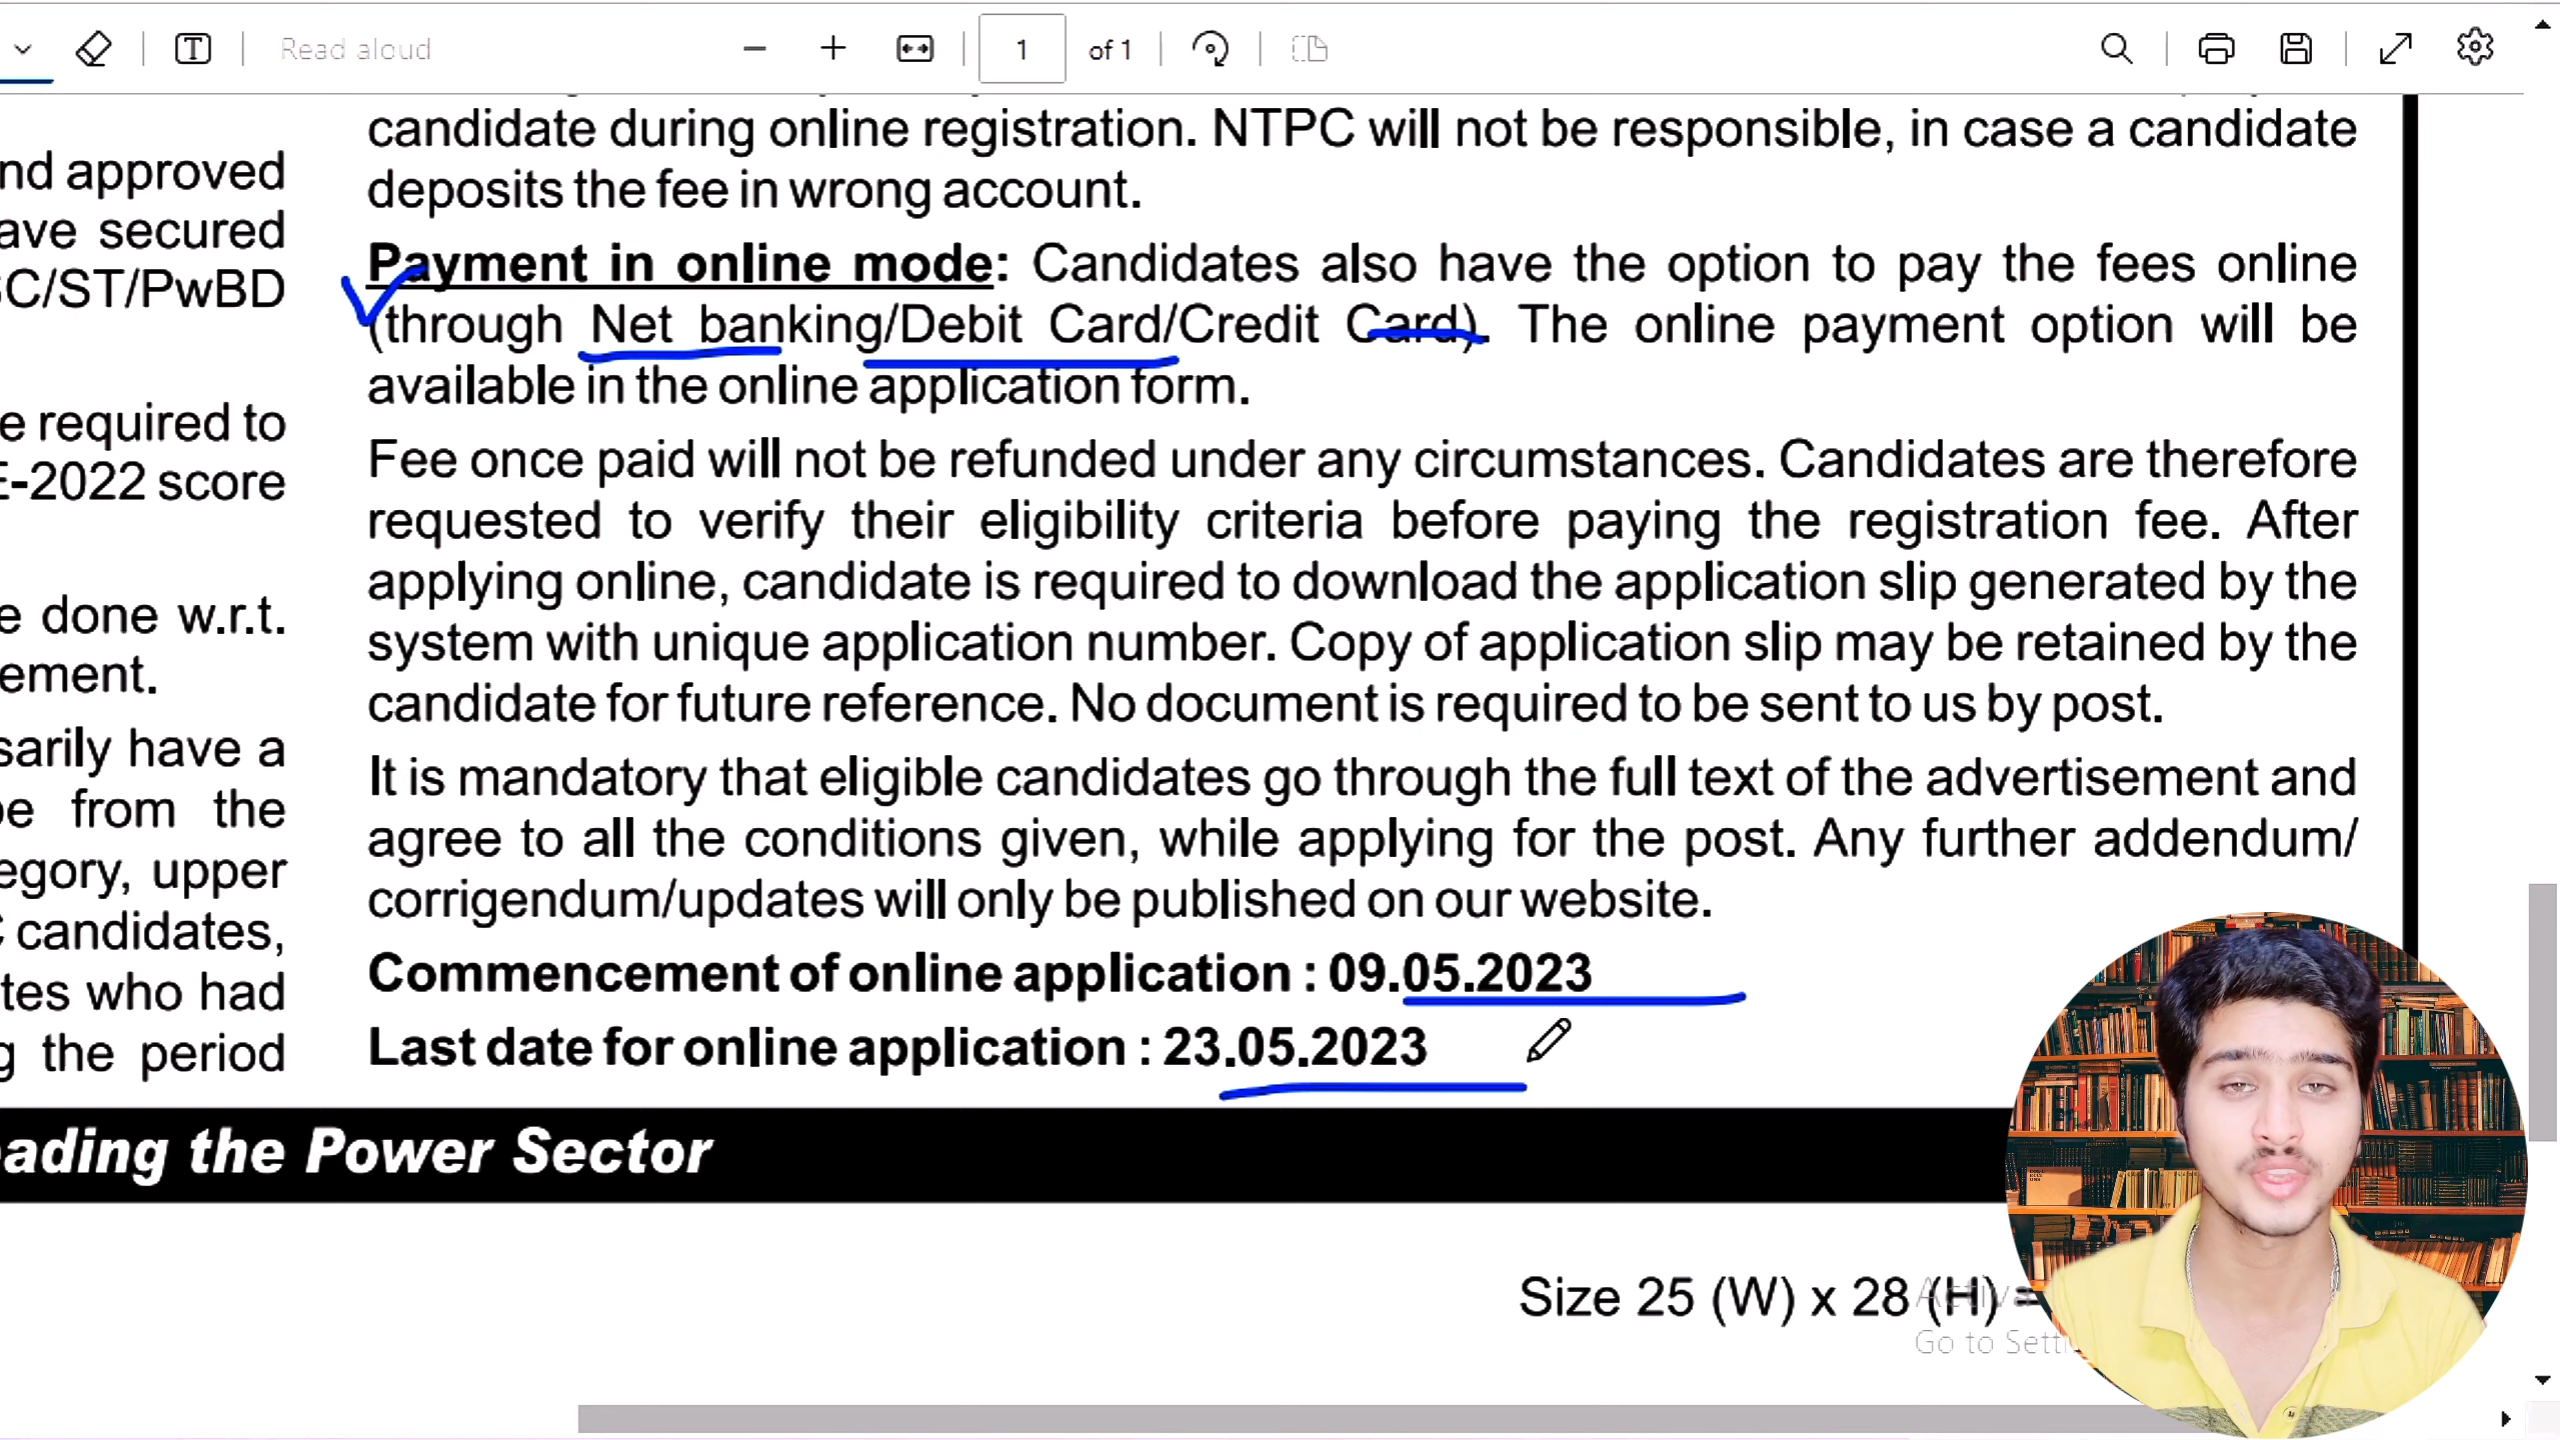 Read aloud
1 of 1
nd approved
ave secured
C/ST/PwBD
e required to
E-2022 score
e done w.r.t.
ement.
sarily have a
be from the
egory, upper
candidates,
tes who had
g the period
candidate during online registration. NTPC will not be responsible, in case a candidate
deposits the fee in wrong account.
Payment in online mode: Candidates also have the option to pay the fees online
(through Net banking/Debit Card/Credit Card). The online payment option will be
available in the online application form.
Fee once paid will not be refunded under any circumstances. Candidates are therefore
requested to verify their eligibility criteria before paying the registration fee. After
applying online, candidate is required to download the application slip generated by the
system with unique application number. Copy of application slip may be retained by the
candidate for future reference. No document is required to be sent to us by post.
It is mandatory that eligible candidates go through the full text of the advertisement and
agree to all the conditions given, while applying for the post. Any further addendum/
corrigendum/updates will only be published on our website.
Commencement of online application : 09.05.2023
Last date for online application : 23.05.2023
eading the Power Sector
Size 25 (W) x 28 (H) =
Activa
Go to Setti